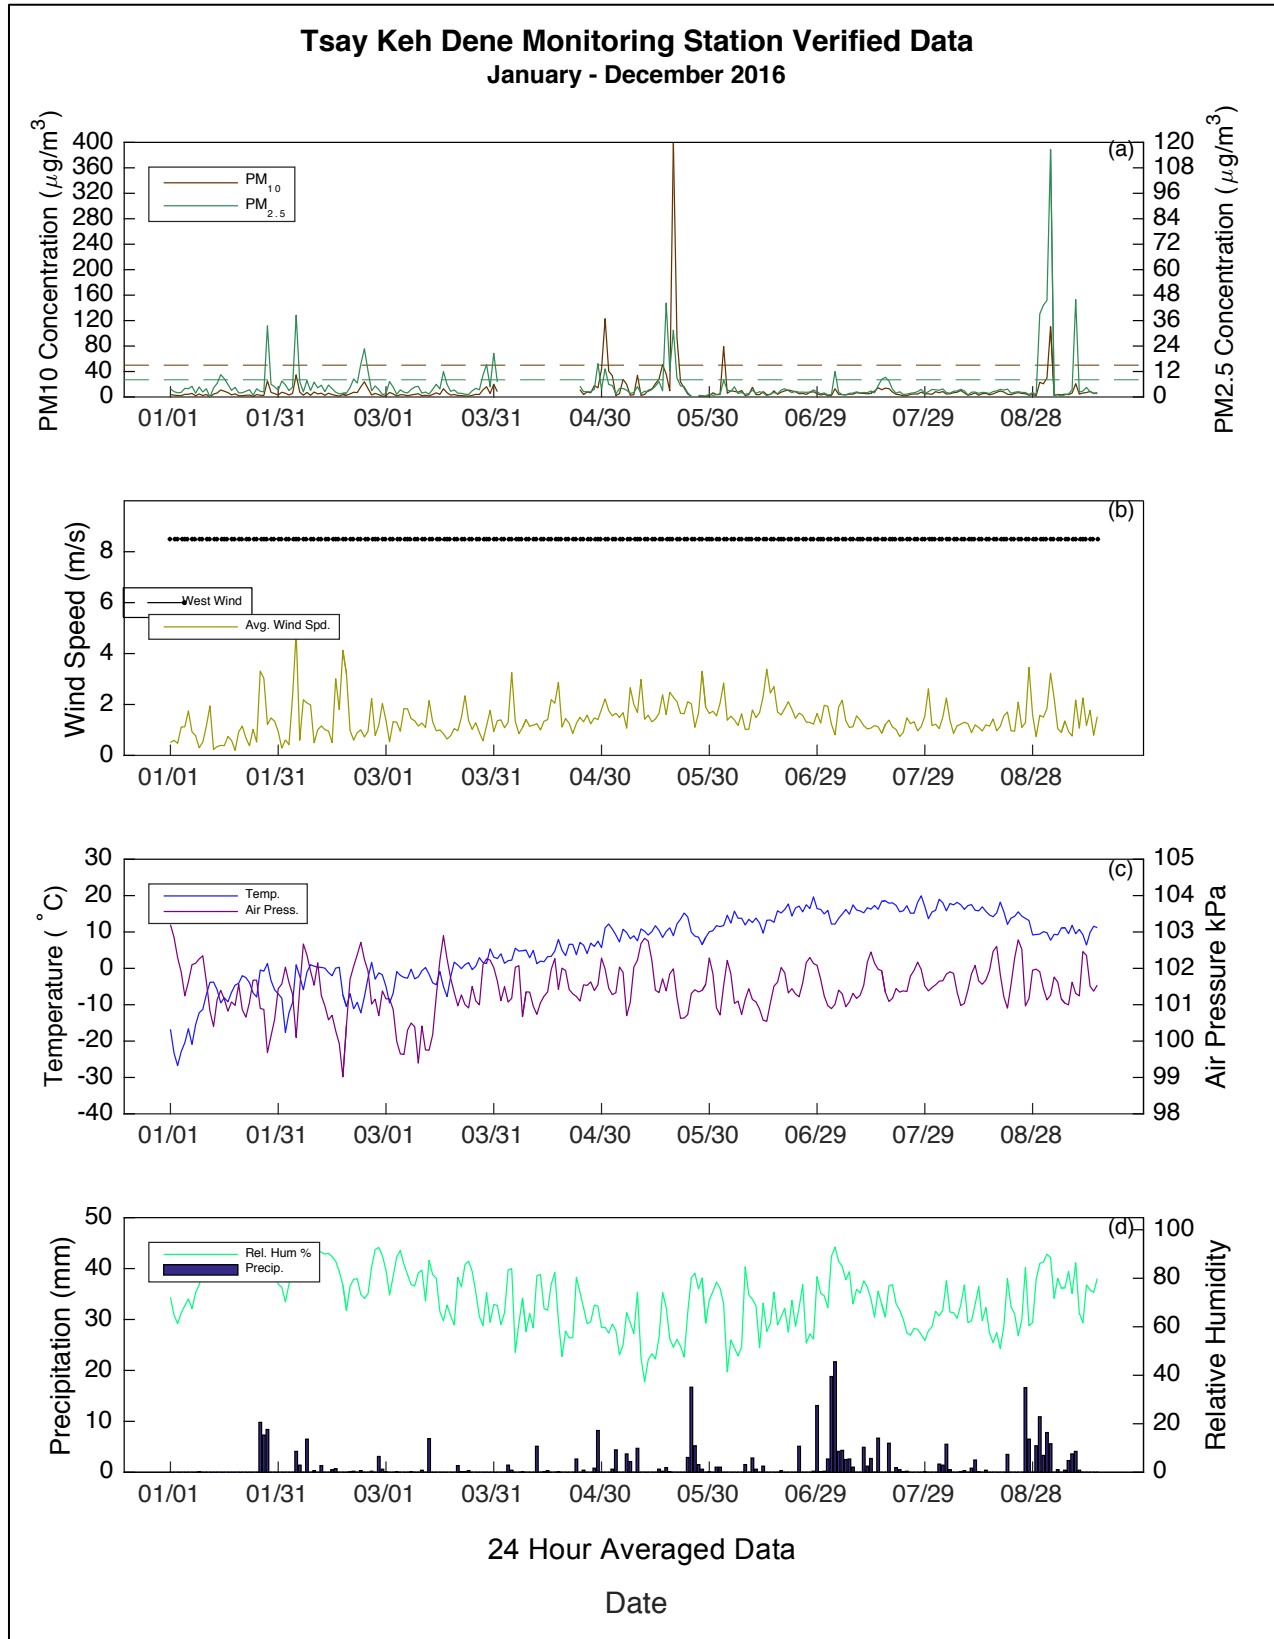 Tsay Keh Dene Monitoring Station Verified Data
January - December 2016
(a)
PM10 Concentration (µg/m3)
400
360
320
280
240
200
160
120
80
40
0
PM10
PM2.5
120
108
96
84
72
60
48
36
24
12
0
PM2.5 Concentration (µg/m3)
01/01 01/31 03/01 03/31 04/30 05/30 06/29 07/29 08/28
(b)
Wind Speed (m/s)
8
6
4
2
0
West Wind
Avg. Wind Spd.
01/01 01/31 03/01 03/31 04/30 05/30 06/29 07/29 08/28
(c)
Temperature ( °C)
30
20
10
0
-10
-20
-30
-40
Temp.
Air Press.
105
104
103
102
101
100
99
98
Air Pressure kPa
01/01 01/31 03/01 03/31 04/30 05/30 06/29 07/29 08/28
(d)
Precipitation (mm)
50
40
30
20
10
0
Rel. Hum %
Precip.
100
80
60
40
20
0
Relative Humidity
01/01 01/31 03/01 03/31 04/30 05/30 06/29 07/29 08/28
24 Hour Averaged Data
Date